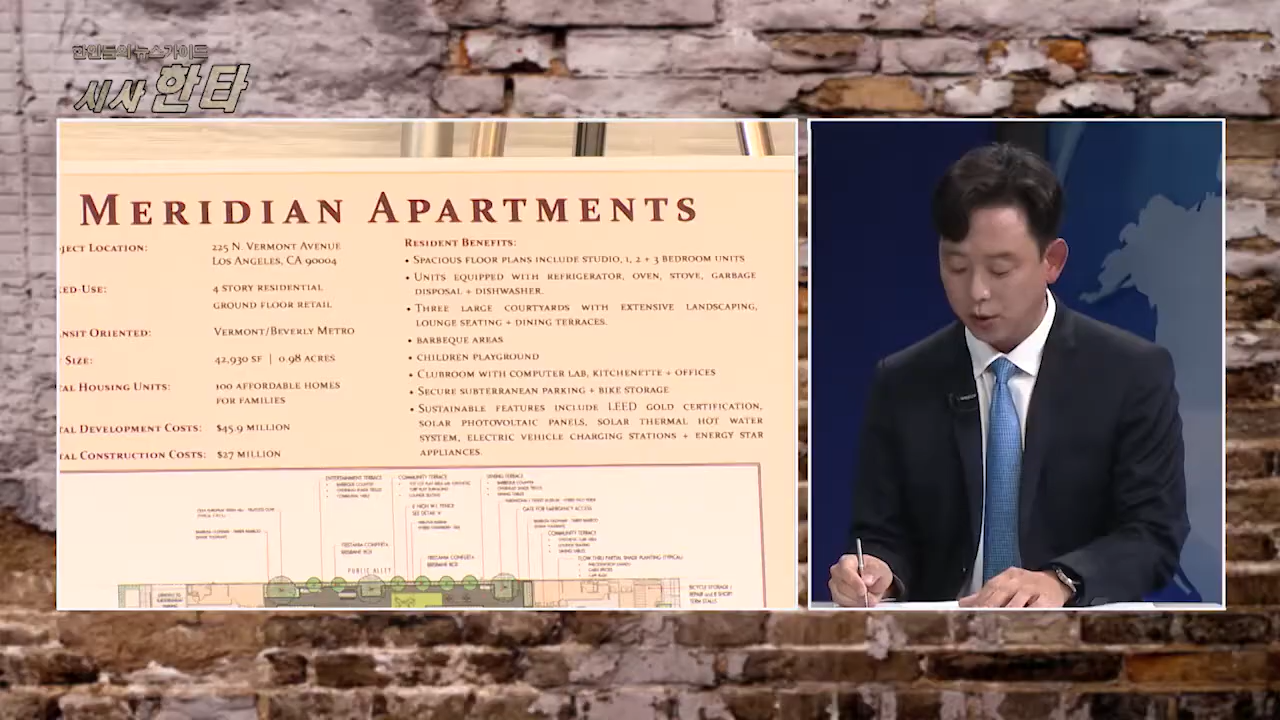 한인들의 뉴스가이드
시사 한타
MERIDIAN APARTMENTS
JECT LOCATION:
225 N. VERMONT AVENUE
LOS ANGELES, CA 90004
ED-USE:
4 STORY RESIDENTIAL
GROUND FLOOR RETAIL
NSIT ORIENTED:
VERMONT/BEVERLY METRO
SIZE:
42,930 SF | 0.98 ACRES
AL HOUSING UNITS:
100 AFFORDABLE HOMES
FOR FAMILIES
TAL DEVELOPMENT COSTS:
$45.9 MILLION
TAL CONSTRUCTION COSTS:
$27 MILLION
RESIDENT BENEFITS:
• SPACIOUS FLOOR PLANS INCLUDE STUDIO, 1, 2 + 3 BEDROOM UNITS
• UNITS EQUIPPED WITH REFRIGERATOR, OVEN, STOVE, GARBAGE
DISPOSAL + DISHWASHER.
• THREE LARGE COURTYARDS WITH EXTENSIVE LANDSCAPING,
LOUNGE SEATING + DINING TERRACES.
• BARBEQUE AREAS
• CHILDREN PLAYGROUND
• CLUBROOM WITH COMPUTER LAB, KITCHENETTE + OFFICES
• SECURE SUBTERRANEAN PARKING + BIKE STORAGE
• SUSTAINABLE FEATURES INCLUDE LEED GOLD CERTIFICATION,
SOLAR PHOTOVOLTAIC PANELS, SOLAR THERMAL HOT WATER
SYSTEM, ELECTRIC VEHICLE CHARGING STATIONS + ENERGY STAR
APPLIANCES.
ENTERTAINMENT TERRACE
COMMUNITY TERRACE
DINING TERRACE
GATE FOR EMERGENCY ACCESS
COMMUNITY TERRACE
PUBLIC ALLEY